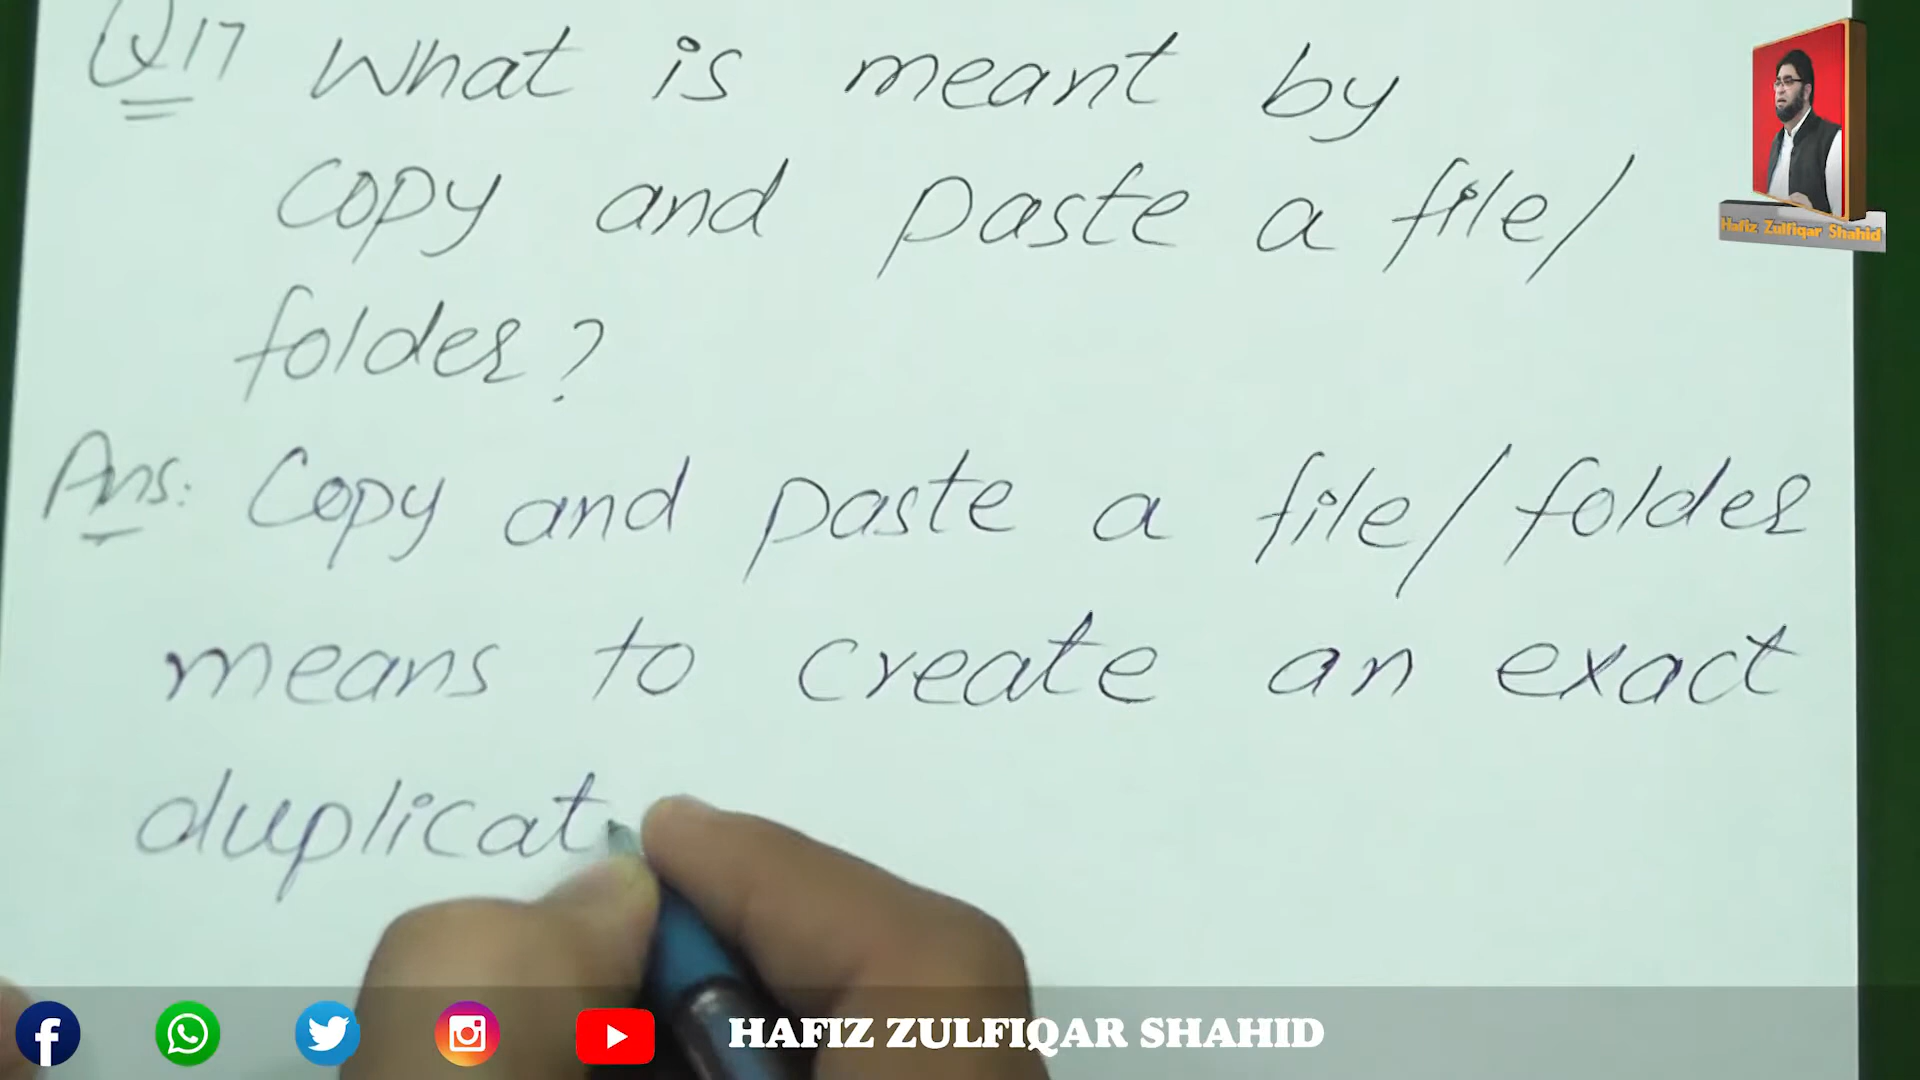 Q17 What is meant by
copy and paste a file/
folder?
Ans: Copy and paste a file/folder
means to create an exact
duplicat
Hafiz Zulfiqar Shahid
HAFIZ ZULFIQAR SHAHID